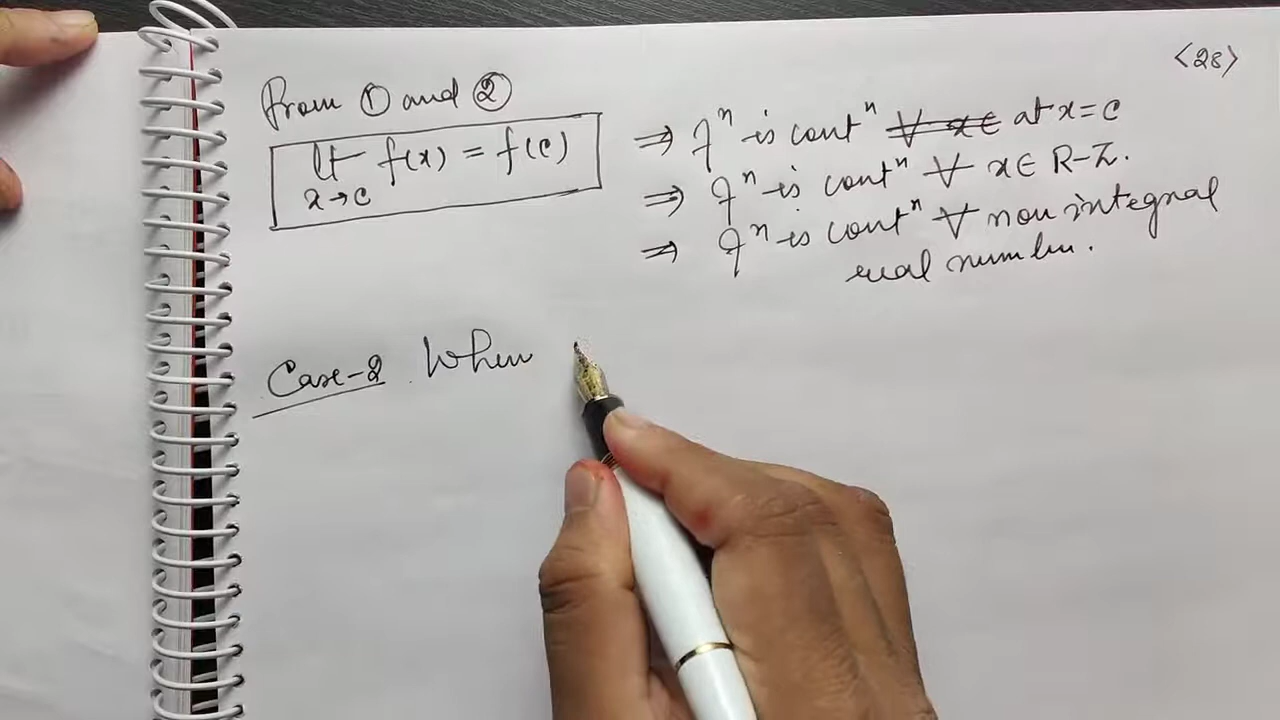 <28>
From ① and ②
lt f(x) = f(c)
x→c
⇒ fⁿ is contⁿ ∀ x∈ at x=c
⇒ fⁿ is contⁿ ∀ x∈ R-Z.
⇒ fⁿ is contⁿ ∀ non integral
real number.
Case-2. When